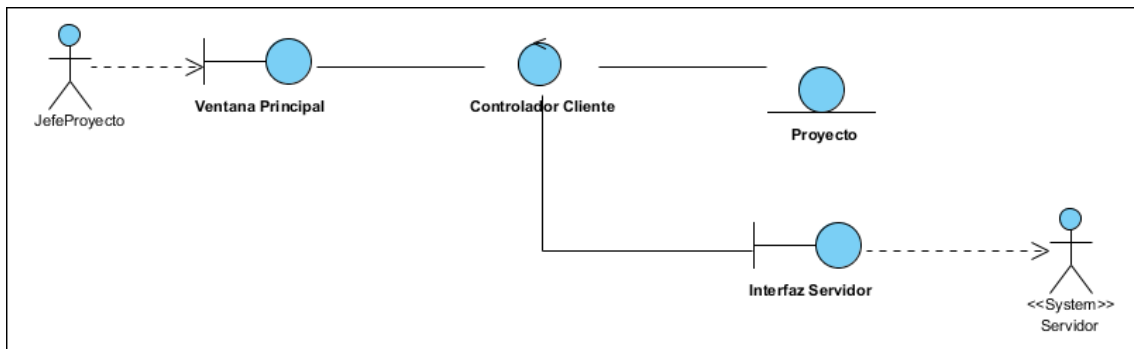 JefeProyecto
Ventana Principal
Controlador Cliente
Proyecto
Interfaz Servidor
<<System>>
Servidor